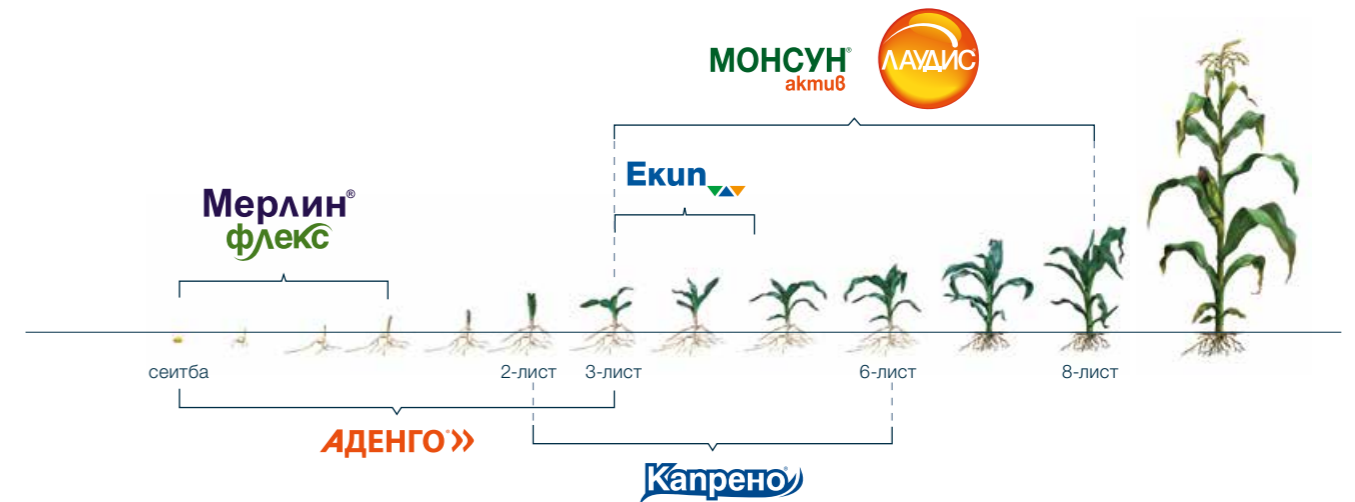 МОНСУН®
актив
ЛАУДИС
Екип
Мерлин®
флекс
сеитба
2-лист
3-лист
6-лист
8-лист
АДЕНГО®
Капрено®